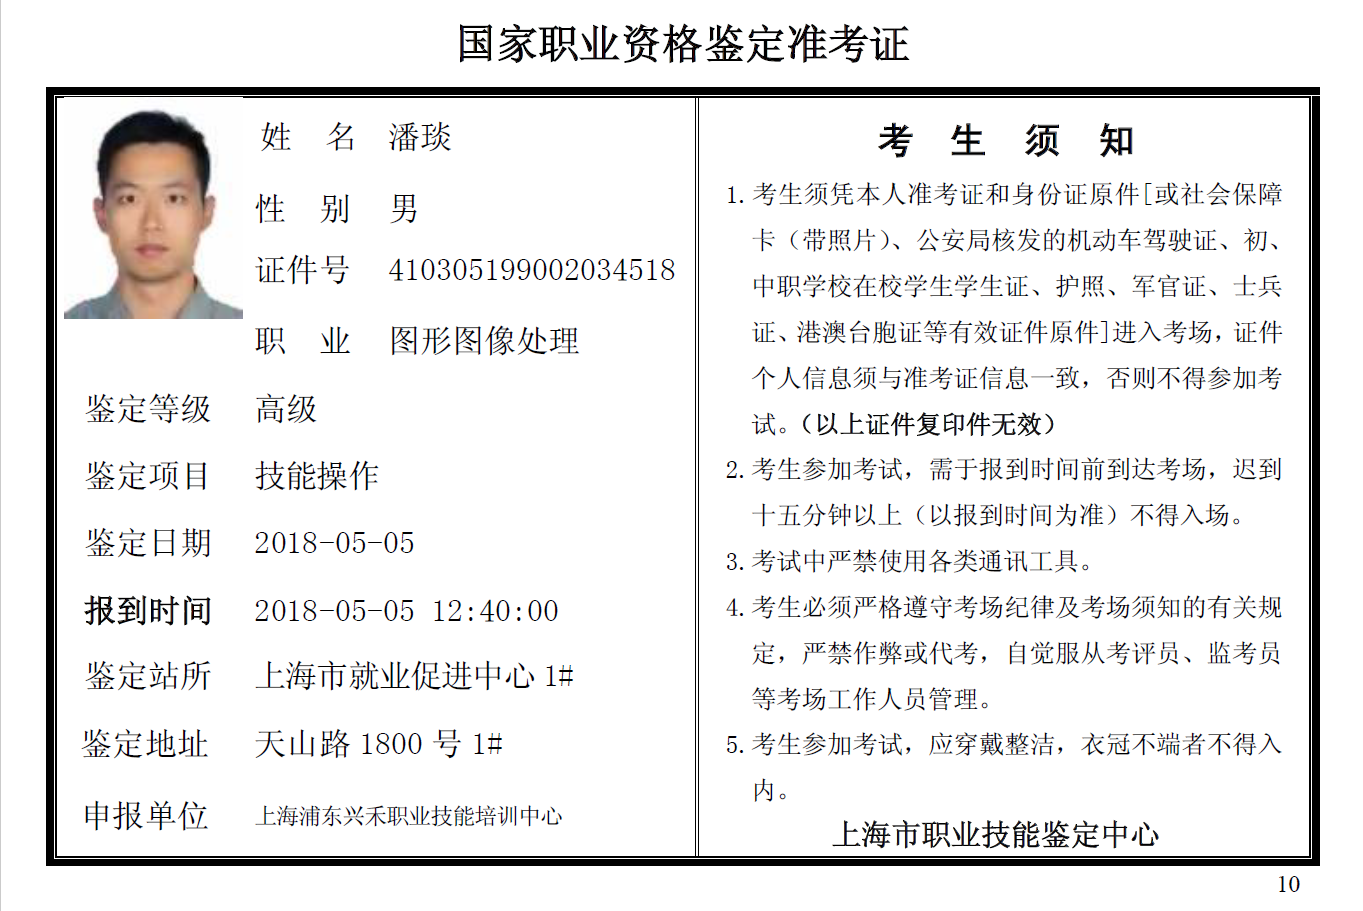 国家职业资格鉴定准考证
姓 名 潘琰
性 别 男
证件号 410305199002034518
职 业 图形图像处理
鉴定等级 高级
鉴定项目 技能操作
鉴定日期 2018-05-05
报到时间 2018-05-05 12:40:00
鉴定站所 上海市就业促进中心 1#
鉴定地址 天山路 1800 号 1#
申报单位 上海浦东兴禾职业技能培训中心
考 生 须 知
1. 考生须凭本人准考证和身份证原件[或社会保障
卡（带照片）、公安局核发的机动车驾驶证、初、
中职学校在校学生学生证、护照、军官证、士兵
证、港澳台胞证等有效证件原件]进入考场，证件
个人信息须与准考证信息一致，否则不得参加考
试。（以上证件复印件无效）
2. 考生参加考试，需于报到时间前到达考场，迟到
十五分钟以上（以报到时间为准）不得入场。
3. 考试中严禁使用各类通讯工具。
4. 考生必须严格遵守考场纪律及考场须知的有关规
定，严禁作弊或代考，自觉服从考评员、监考员
等考场工作人员管理。
5. 考生参加考试，应穿戴整洁，衣冠不端者不得入
内。
上海市职业技能鉴定中心
10